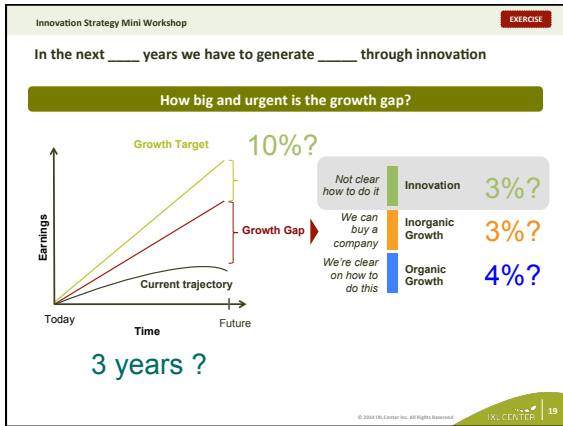 Innovation Strategy Mini Workshop
EXERCISE
In the next ____ years we have to generate _____ through innovation
How big and urgent is the growth gap?
Growth Target
10%?
Earnings
Growth Gap
Current trajectory
Today
Time
Future
3 years ?
Not clear
how to do it
Innovation
3%?
We can
buy a
company
Inorganic
Growth
3%?
We're clear
on how to
do this
Organic
Growth
4%?
© 2014 IXL Center Inc. All Rights Reserved
IXL CENTER
19